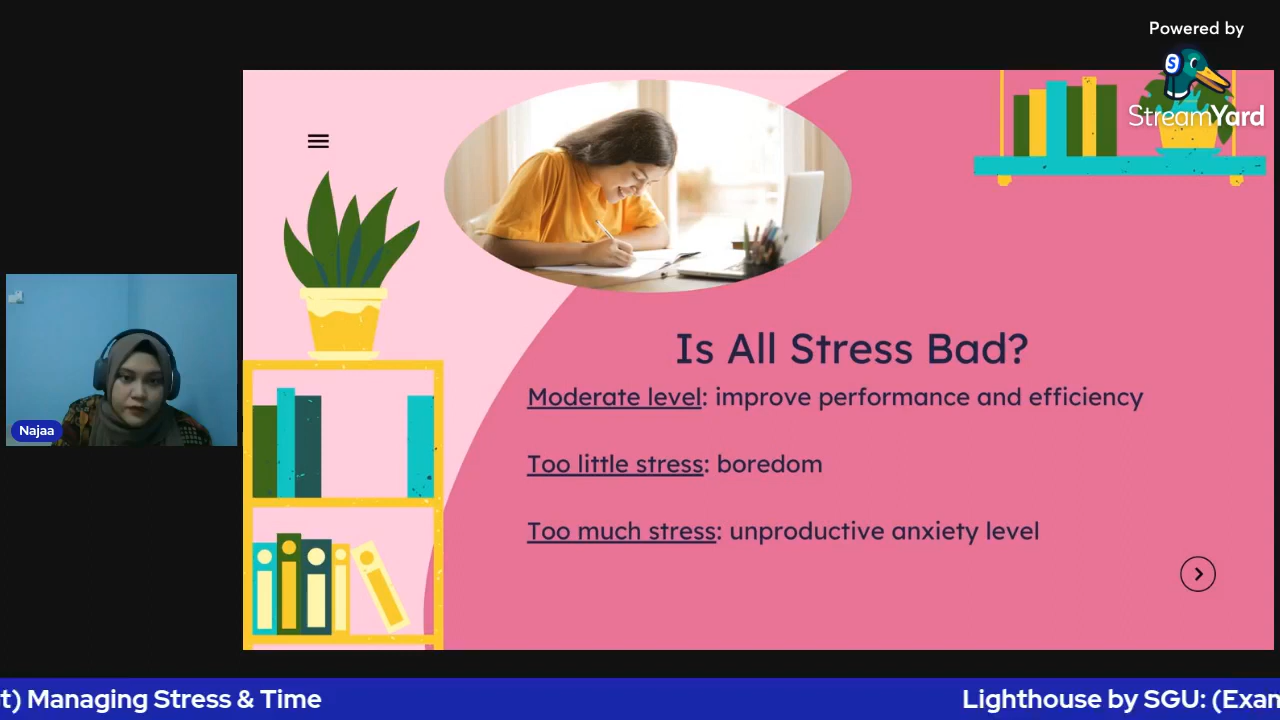 Powered by
StreamYard
Is All Stress Bad?
Moderate level: improve performance and efficiency
Too little stress: boredom
Too much stress: unproductive anxiety level
Najaa
t) Managing Stress & Time
Lighthouse by SGU: (Exam